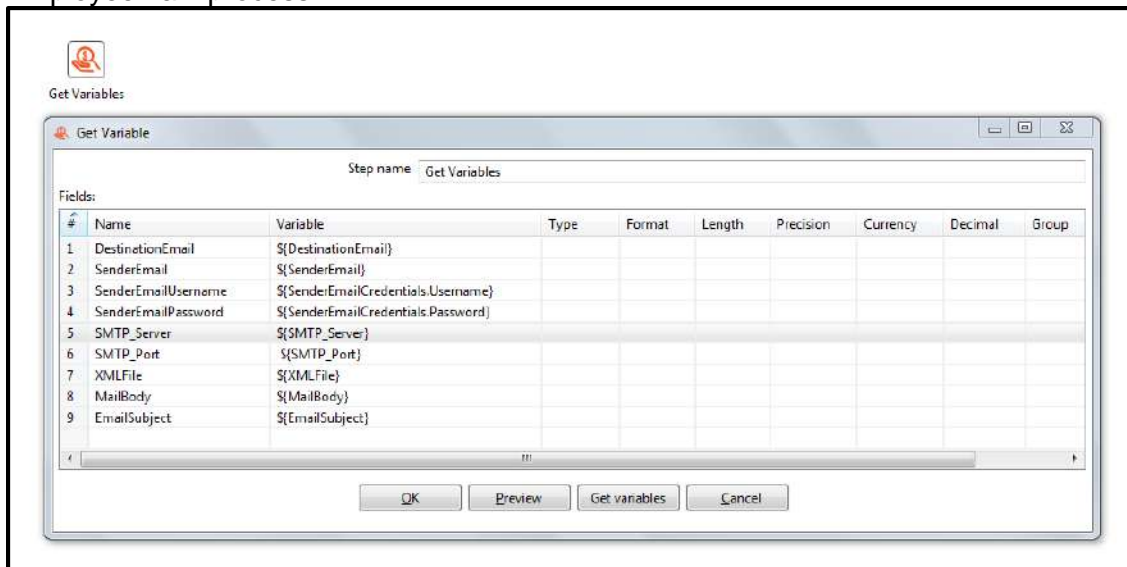 Get Variables
Get Variable
Step name Get Variables
Fields:
# Name Variable Type Format Length Precision Currency Decimal Group
1 DestinationEmail ${DestinationEmail}
2 SenderEmail ${SenderEmail}
3 SenderEmailUsername ${SenderEmailCredentials.Username}
4 SenderEmailPassword ${SenderEmailCredentials.Password}
5 SMTP_Server ${SMTP_Server}
6 SMTP_Port ${SMTP_Port}
7 XMLFile ${XMLFile}
8 MailBody ${MailBody}
9 EmailSubject ${EmailSubject}
OK Preview Get variables Cancel